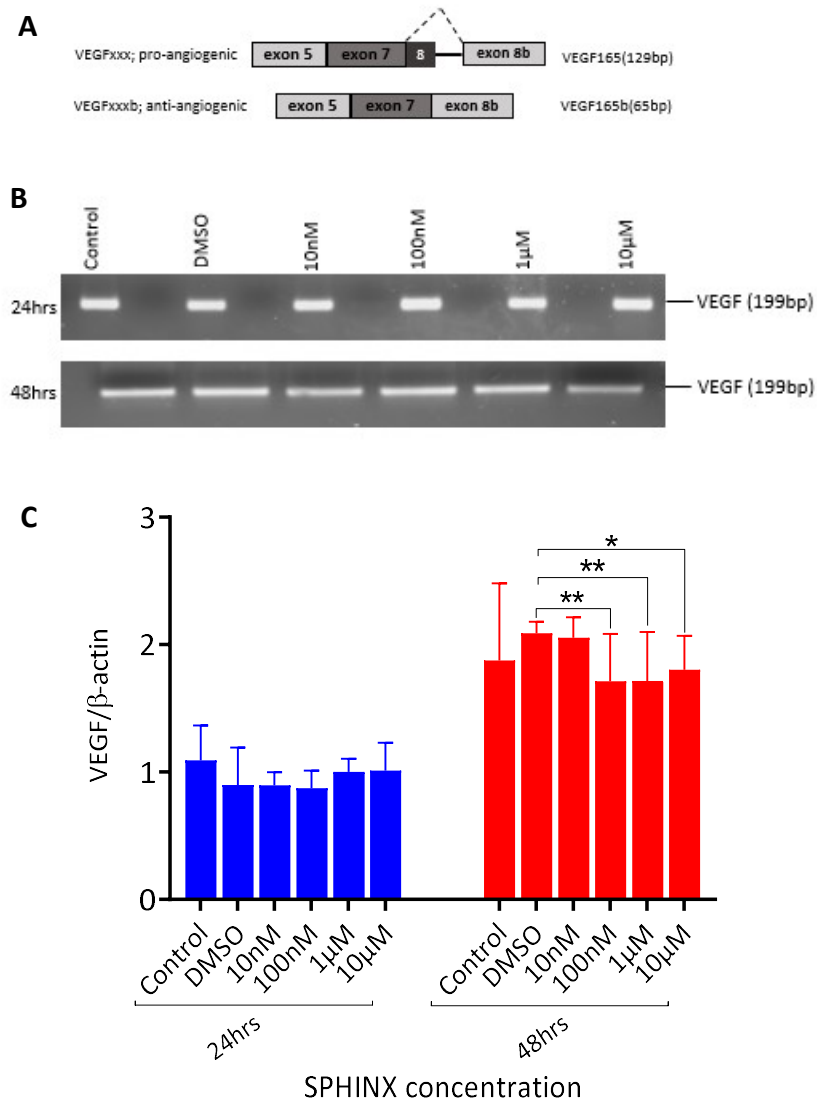 A
VEGFxxx; pro-angiogenic exon 5 exon 7 8 exon 8b VEGF165(129bp)
VEGFxxxb; anti-angiogenic exon 5 exon 7 exon 8b VEGF165b(65bp)
B
Control DMSO 10nM 100nM 1µM 10µM
24hrs VEGF (199bp)
48hrs VEGF (199bp)
C
3
2
1
0
VEGF/β-actin
*
**
**
Control DMSO 10nM 100nM 1µM 10µM Control DMSO 10nM 100nM 1µM 10µM
24hrs 48hrs
SPHINX concentration